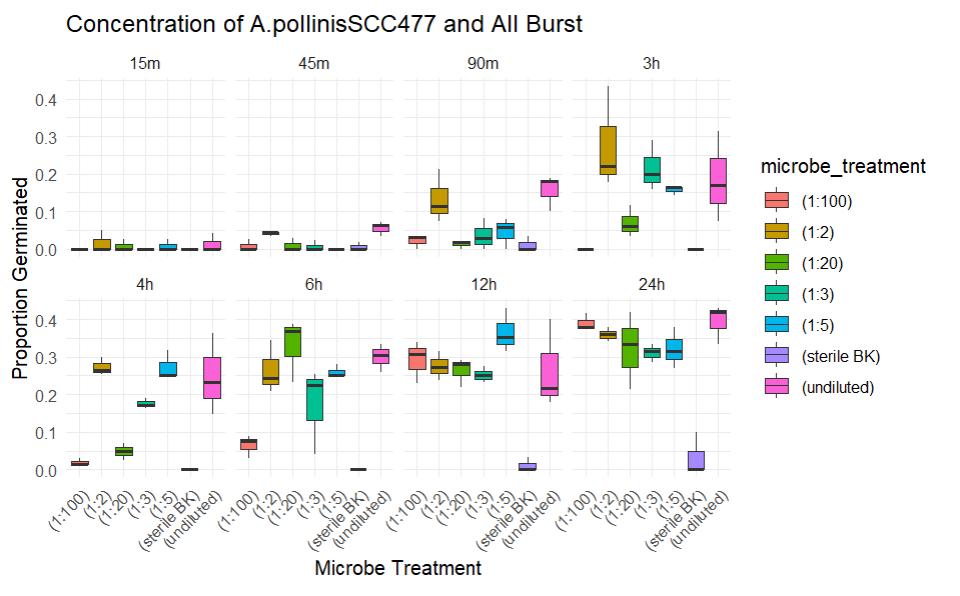 Concentration of A.pollinisSCC477 and All Burst
15m 45m 90m 3h
0.4
0.3
0.2
0.1
0.0
4h 6h 12h 24h
0.4
0.3
0.2
0.1
0.0
Proportion Germinated
(1:100) (1:2) (1:20) (1:3) (1:5) (sterile BK) (undiluted) (1:100) (1:2) (1:20) (1:3) (1:5) (sterile BK) (undiluted) (1:100) (1:2) (1:20) (1:3) (1:5) (sterile BK) (undiluted) (1:100) (1:2) (1:20) (1:3) (1:5) (sterile BK) (undiluted)
Microbe Treatment
microbe_treatment
(1:100)
(1:2)
(1:20)
(1:3)
(1:5)
(sterile BK)
(undiluted)